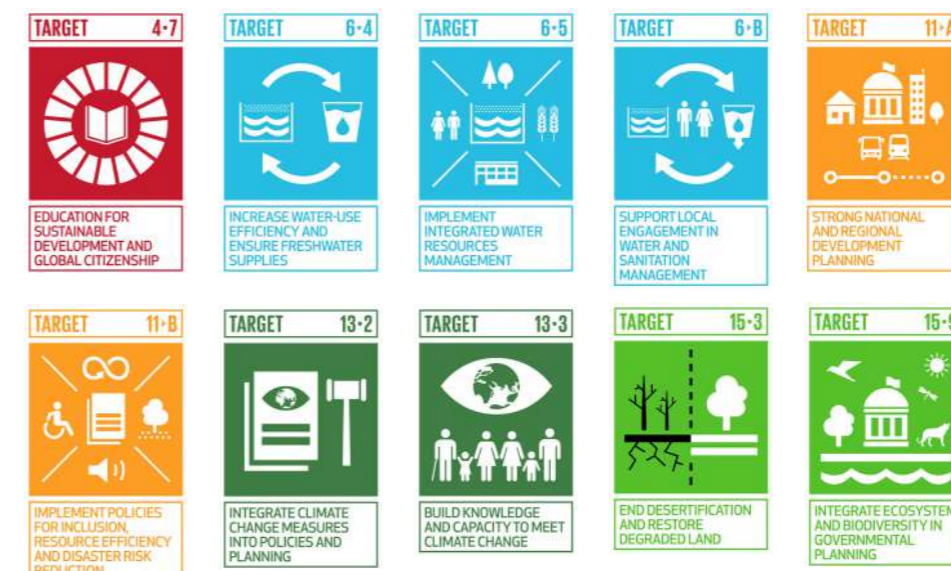 TARGET 4·7
EDUCATION FOR
SUSTAINABLE
DEVELOPMENT AND
GLOBAL CITIZENSHIP
TARGET 6·4
INCREASE WATER-USE
EFFICIENCY AND
ENSURE FRESHWATER
SUPPLIES
TARGET 6·5
IMPLEMENT
INTEGRATED WATER
RESOURCES
MANAGEMENT
TARGET 6·B
SUPPORT LOCAL
ENGAGEMENT IN
WATER AND
SANITATION
MANAGEMENT
TARGET 11·A
STRONG NATIONAL
AND REGIONAL
DEVELOPMENT
PLANNING
TARGET 11·B
IMPLEMENT POLICIES
FOR INCLUSION,
RESOURCE EFFICIENCY
AND DISASTER RISK
REDUCTION
TARGET 13·2
INTEGRATE CLIMATE
CHANGE MEASURES
INTO POLICIES AND
PLANNING
TARGET 13·3
BUILD KNOWLEDGE
AND CAPACITY TO MEET
CLIMATE CHANGE
TARGET 15·3
END DESERTIFICATION
AND RESTORE
DEGRADED LAND
TARGET 15·9
INTEGRATE ECOSYSTEM
AND BIODIVERSITY IN
GOVERNMENTAL
PLANNING